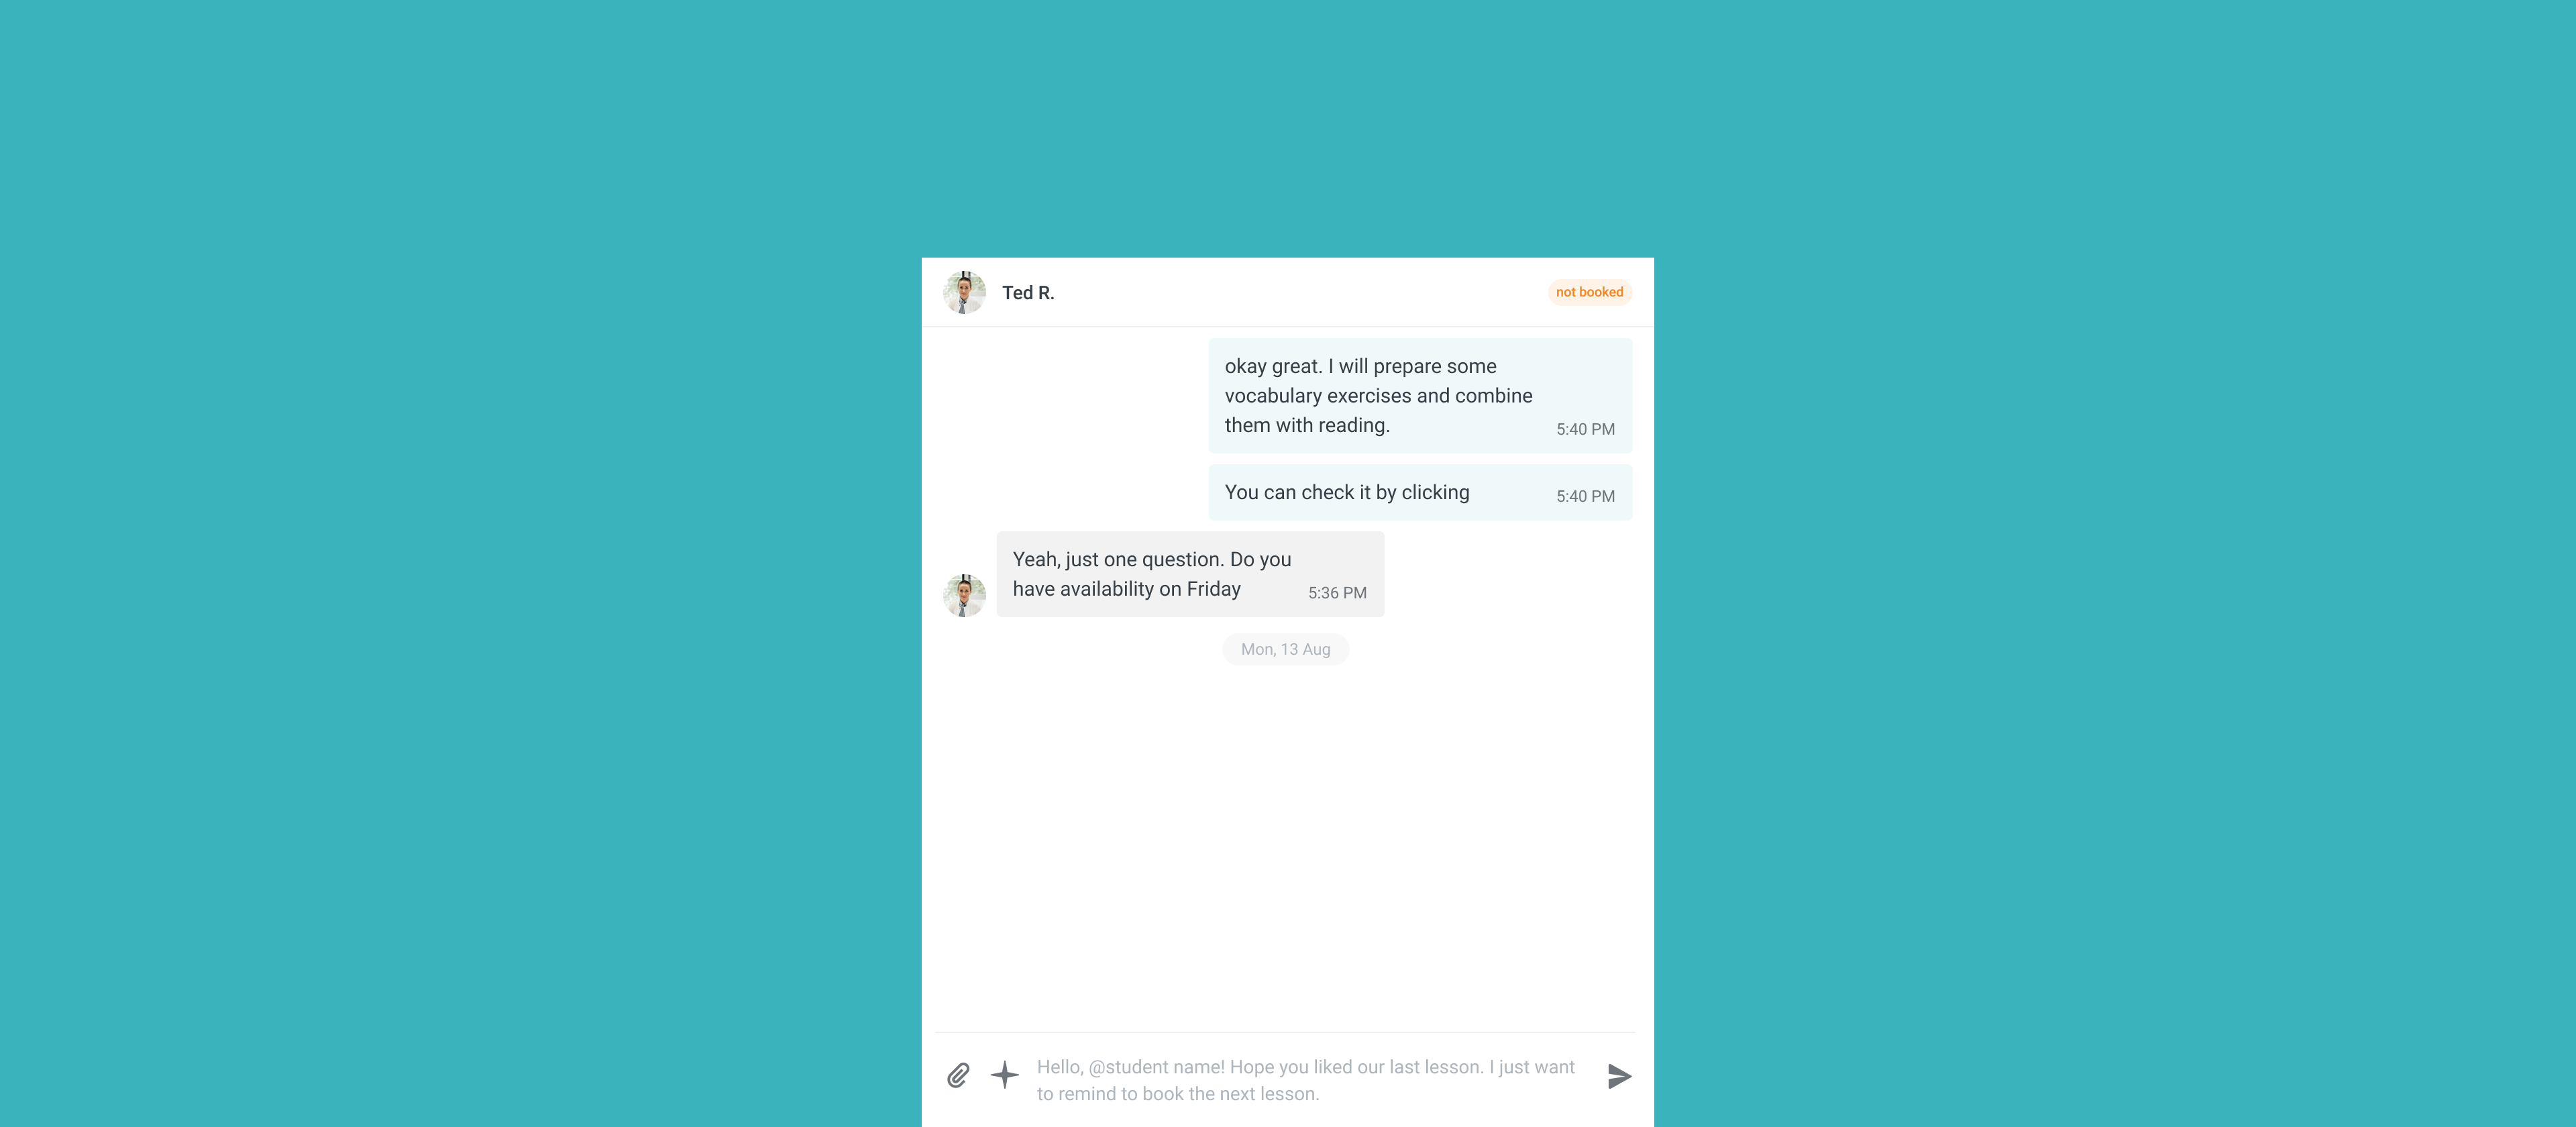 Ted R.
not booked
okay great. I will prepare some
vocabulary exercises and combine
them with reading.
5:40 PM
You can check it by clicking
5:40 PM
Yeah, just one question. Do you
have availability on Friday
5:36 PM
Mon, 13 Aug
Hello, @student name! Hope you liked our last lesson. I just want
to remind to book the next lesson.